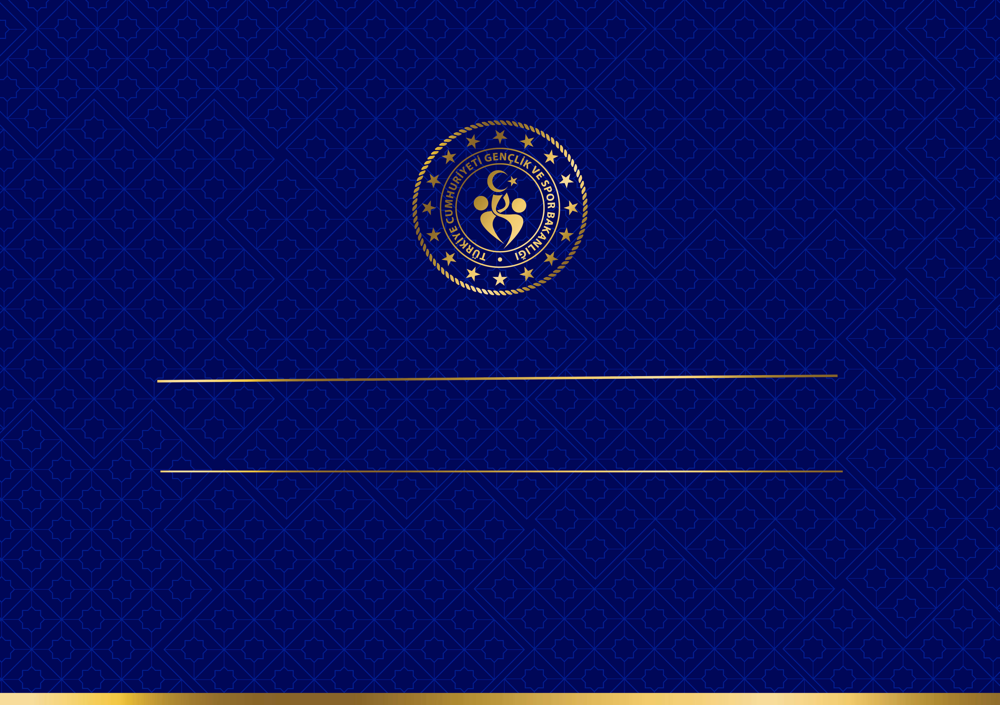 TÜRKİYE CUMHURİYETİ GENÇLİK VE SPOR BAKANLIĞI